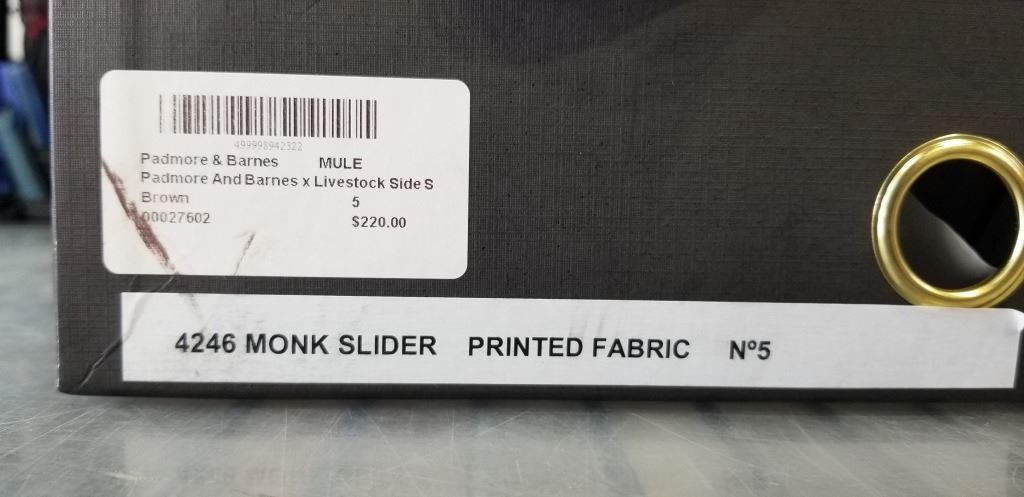 499998942322
Padmore & Barnes MULE
Padmore And Barnes x Livestock Side S
Brown 5
00027602 $220.00
4246 MONK SLIDER PRINTED FABRIC Nº5